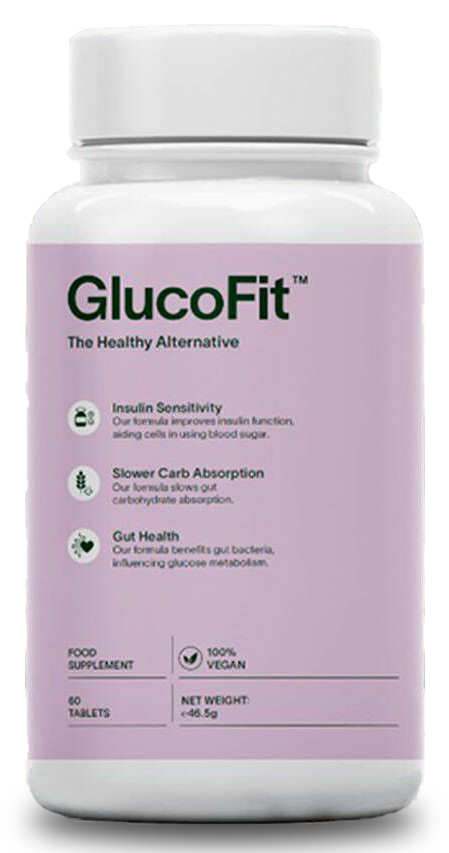 GlucoFit™
The Healthy Alternative
Insulin Sensitivity
Our formula improves insulin function,
aiding cells in using blood sugar.
Slower Carb Absorption
Our formula slows gut
carbohydrate absorption.
Gut Health
Our formula benefits gut bacteria,
influencing glucose metabolism.
FOOD
SUPPLEMENT
100%
VEGAN
60
TABLETS
NET WEIGHT:
℮46.5g